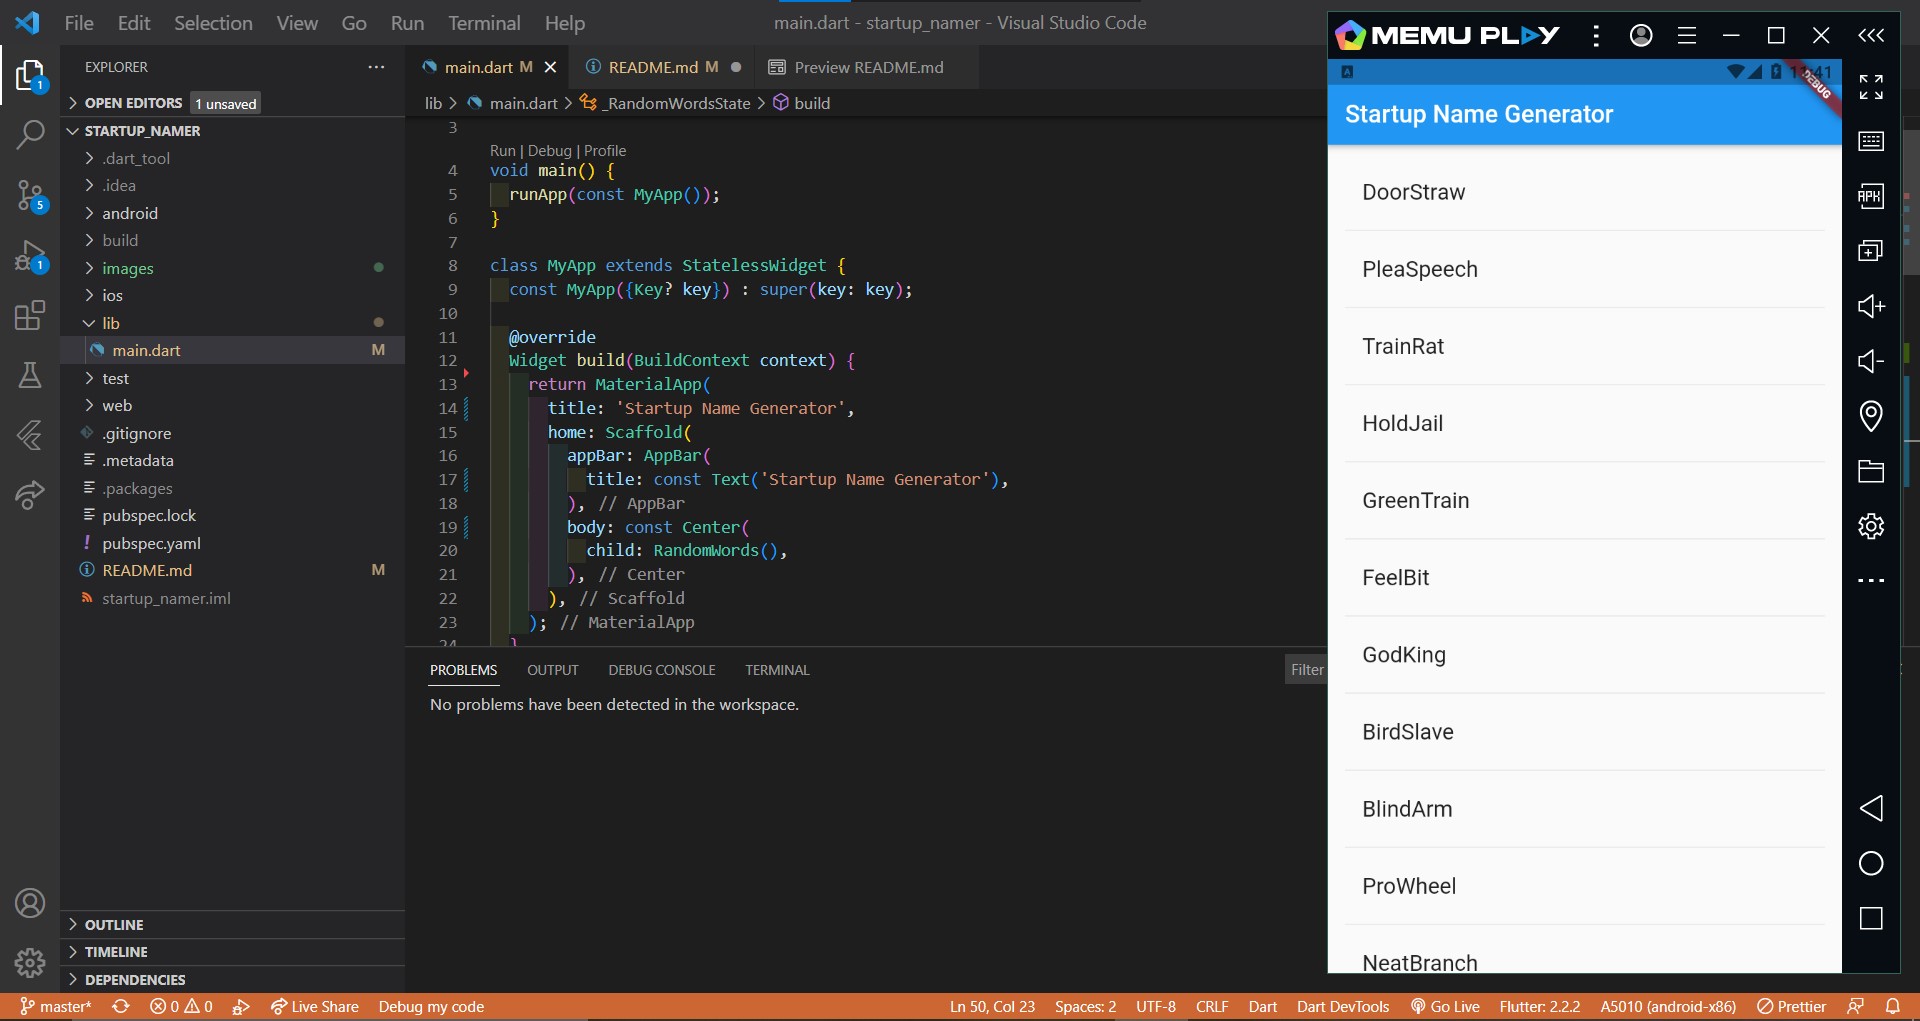 File Edit Selection View Go Run Terminal Help
main.dart - startup_namer - Visual Studio Code
EXPLORER
OPEN EDITORS 1 unsaved
STARTUP_NAMER
.dart_tool
.idea
android
build
images
ios
lib
main.dart M
test
web
.gitignore
.metadata
.packages
pubspec.lock
pubspec.yaml
README.md M
startup_namer.iml
OUTLINE
TIMELINE
DEPENDENCIES
1
5
1
main.dart M README.md M Preview README.md
lib > main.dart > _RandomWordsState > build
3
Run | Debug | Profile
4 void main() {
5 runApp(const MyApp());
6 }
7
8 class MyApp extends StatelessWidget {
9 const MyApp({Key? key}) : super(key: key);
10
11 @override
12 Widget build(BuildContext context) {
13 return MaterialApp(
14 title: 'Startup Name Generator',
15 home: Scaffold(
16 appBar: AppBar(
17 title: const Text('Startup Name Generator'),
18 ), // AppBar
19 body: const Center(
20 child: RandomWords(),
21 ), // Center
22 ), // Scaffold
23 ); // MaterialApp
24 }
PROBLEMS OUTPUT DEBUG CONSOLE TERMINAL Filter
No problems have been detected in the workspace.
MEMU PLAY
DEBUG
Startup Name Generator
DoorStraw
PleaSpeech
TrainRat
HoldJail
GreenTrain
FeelBit
GodKing
BirdSlave
BlindArm
ProWheel
NeatBranch
APK
master* 0 0 Live Share Debug my code Ln 50, Col 23 Spaces: 2 UTF-8 CRLF Dart Dart DevTools Go Live Flutter: 2.2.2 A5010 (android-x86) Prettier